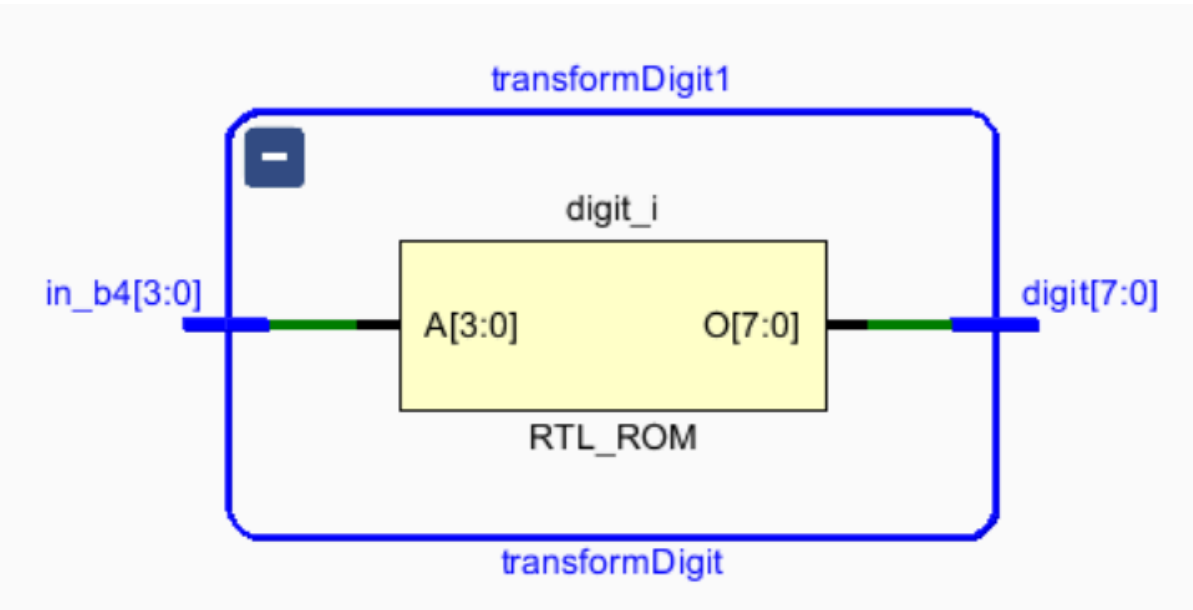 transformDigit1
digit_i
in_b4[3:0]
digit[7:0]
A[3:0]
O[7:0]
RTL_ROM
transformDigit